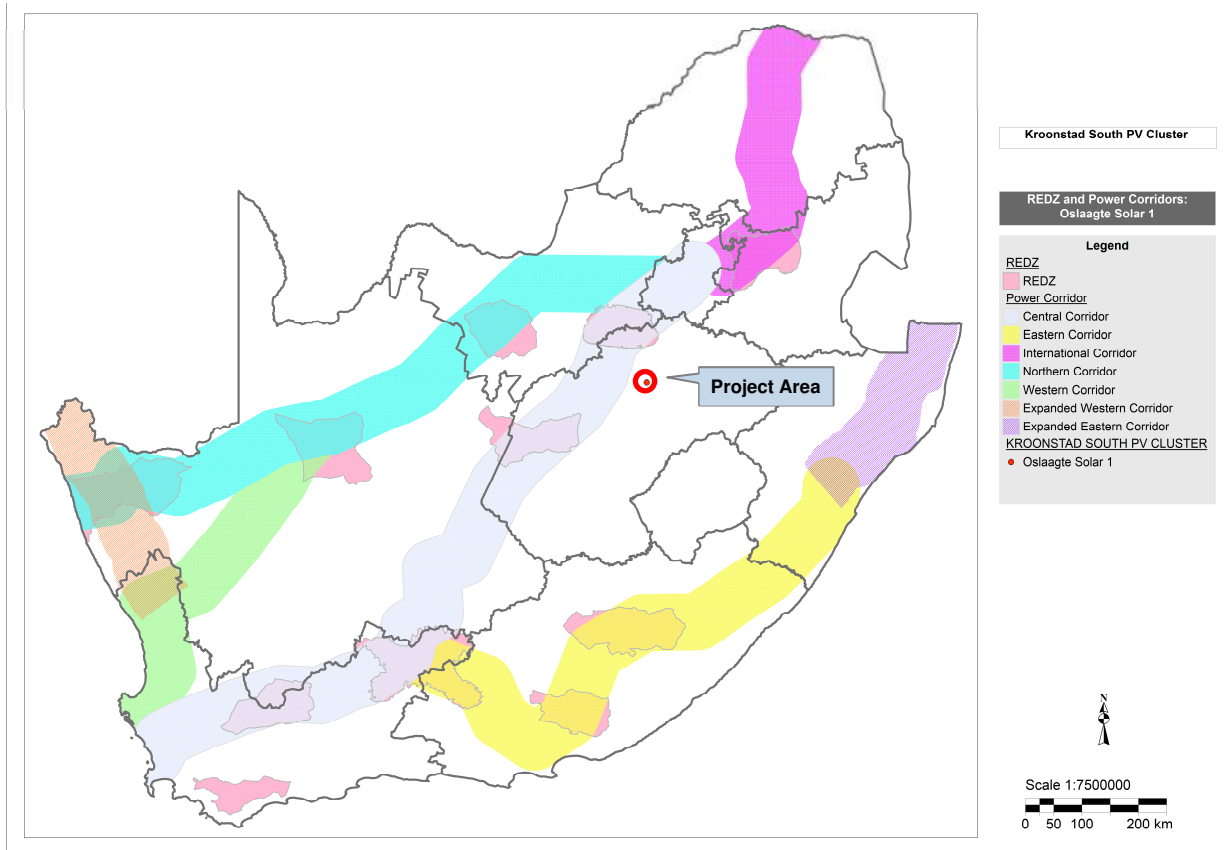 Kroonstad South PV Cluster
REDZ and Power Corridors:
Oslaagte Solar 1
Legend
REDZ
REDZ
Power Corridor
Central Corridor
Eastern Corridor
International Corridor
Northern Corridor
Western Corridor
Expanded Western Corridor
Expanded Eastern Corridor
KROONSTAD SOUTH PV CLUSTER
Oslaagte Solar 1
Project Area
N
Scale 1:7500000
0 50 100 200 km